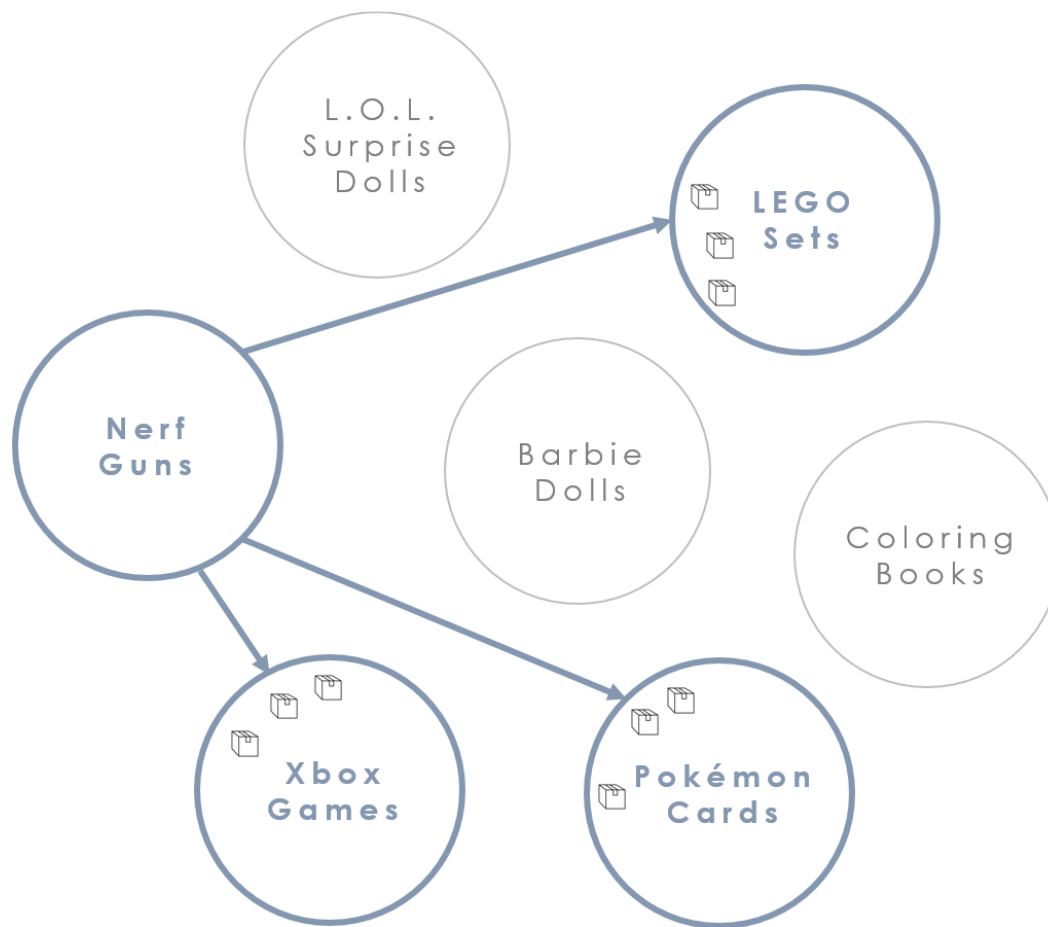 L.O.L.
Surprise
Dolls
LEGO
Sets
Nerf
Guns
Barbie
Dolls
Coloring
Books
Xbox
Games
Pokémon
Cards